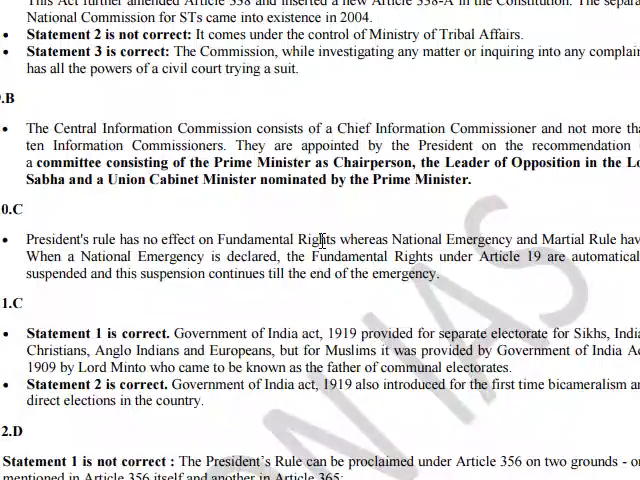 This Act further amended Article 338 and inserted a new Article 338-A in the Constitution. The separa
National Commission for STs came into existence in 2004.
• Statement 2 is not correct: It comes under the control of Ministry of Tribal Affairs.
• Statement 3 is correct: The Commission, while investigating any matter or inquiring into any complain
has all the powers of a civil court trying a suit.
.B
• The Central Information Commission consists of a Chief Information Commissioner and not more tha
ten Information Commissioners. They are appointed by the President on the recommendation
a committee consisting of the Prime Minister as Chairperson, the Leader of Opposition in the Lo
Sabha and a Union Cabinet Minister nominated by the Prime Minister.
0.C
• President's rule has no effect on Fundamental Rights whereas National Emergency and Martial Rule hav
When a National Emergency is declared, the Fundamental Rights under Article 19 are automatical
suspended and this suspension continues till the end of the emergency.
1.C
• Statement 1 is correct. Government of India act, 1919 provided for separate electorate for Sikhs, India
Christians, Anglo Indians and Europeans, but for Muslims it was provided by Government of India Ac
1909 by Lord Minto who came to be known as the father of communal electorates.
• Statement 2 is correct. Government of India act, 1919 also introduced for the first time bicameralism an
direct elections in the country.
2.D
Statement 1 is not correct : The President's Rule can be proclaimed under Article 356 on two grounds - on
mentioned in Article 356 itself and another in Article 365:
ON IAS